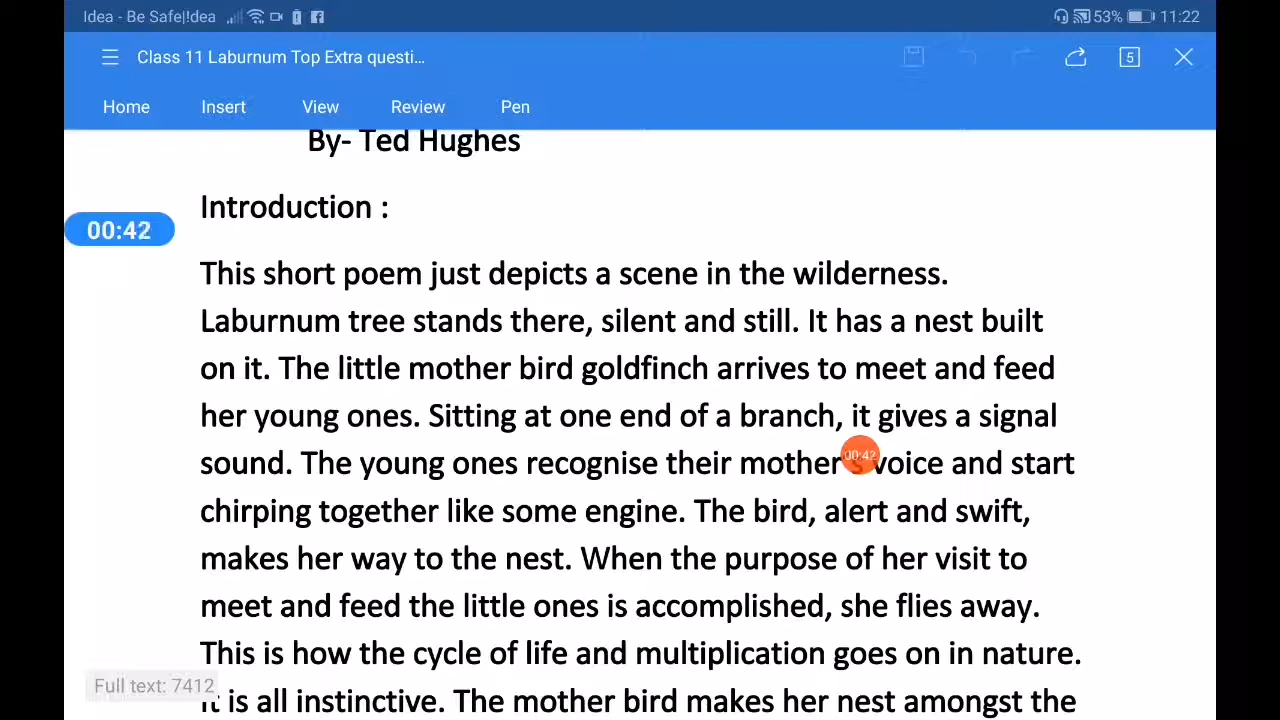 Idea - Be Safe|!dea 53% 11:22
Class 11 Laburnum Top Extra questi... 5
Home Insert View Review Pen
By- Ted Hughes
Introduction :
00:42
This short poem just depicts a scene in the wilderness.
Laburnum tree stands there, silent and still. It has a nest built
on it. The little mother bird goldfinch arrives to meet and feed
her young ones. Sitting at one end of a branch, it gives a signal
sound. The young ones recognise their mother's voice and start
00:42
chirping together like some engine. The bird, alert and swift,
makes her way to the nest. When the purpose of her visit to
meet and feed the little ones is accomplished, she flies away.
This is how the cycle of life and multiplication goes on in nature.
Full text: 7412
It is all instinctive. The mother bird makes her nest amongst the